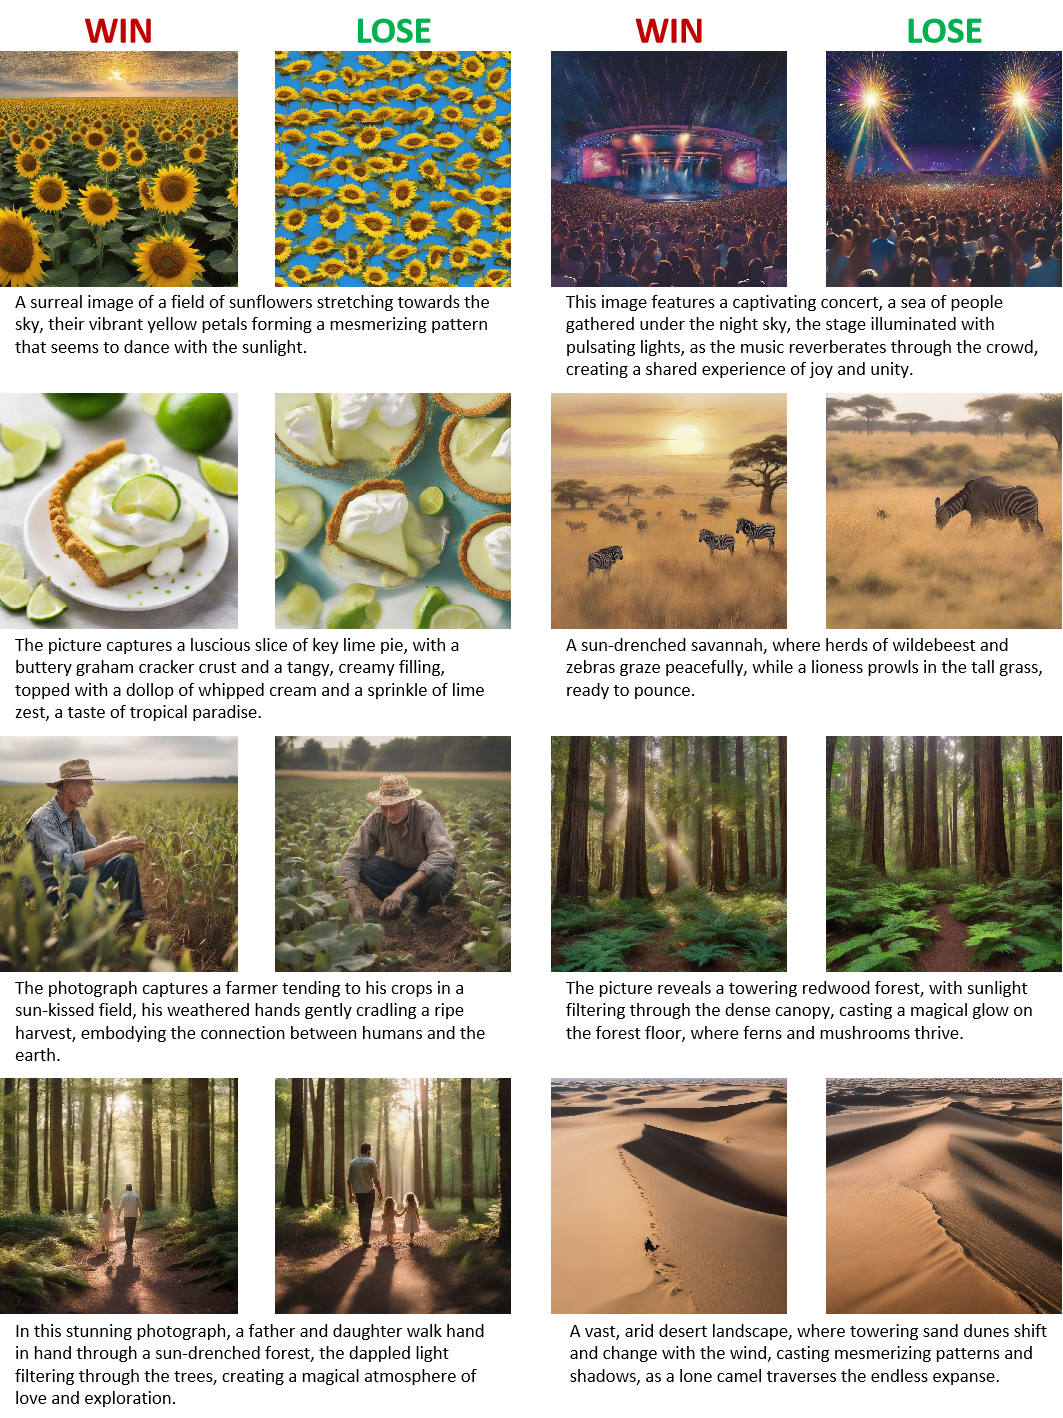 WIN LOSE WIN LOSE
A surreal image of a field of sunflowers stretching towards the
sky, their vibrant yellow petals forming a mesmerizing pattern
that seems to dance with the sunlight.
This image features a captivating concert, a sea of people
gathered under the night sky, the stage illuminated with
pulsating lights, as the music reverberates through the crowd,
creating a shared experience of joy and unity.
The picture captures a luscious slice of key lime pie, with a
buttery graham cracker crust and a tangy, creamy filling,
topped with a dollop of whipped cream and a sprinkle of lime
zest, a taste of tropical paradise.
A sun-drenched savannah, where herds of wildebeest and
zebras graze peacefully, while a lioness prowls in the tall grass,
ready to pounce.
The photograph captures a farmer tending to his crops in a
sun-kissed field, his weathered hands gently cradling a ripe
harvest, embodying the connection between humans and the
earth.
The picture reveals a towering redwood forest, with sunlight
filtering through the dense canopy, casting a magical glow on
the forest floor, where ferns and mushrooms thrive.
In this stunning photograph, a father and daughter walk hand
in hand through a sun-drenched forest, the dappled light
filtering through the trees, creating a magical atmosphere of
love and exploration.
A vast, arid desert landscape, where towering sand dunes shift
and change with the wind, casting mesmerizing patterns and
shadows, as a lone camel traverses the endless expanse.